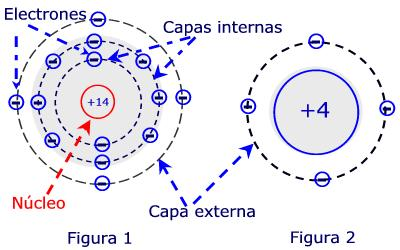 Electrones
Capas internas
+14
+4
Núcleo
Capa externa
Figura 1
Figura 2